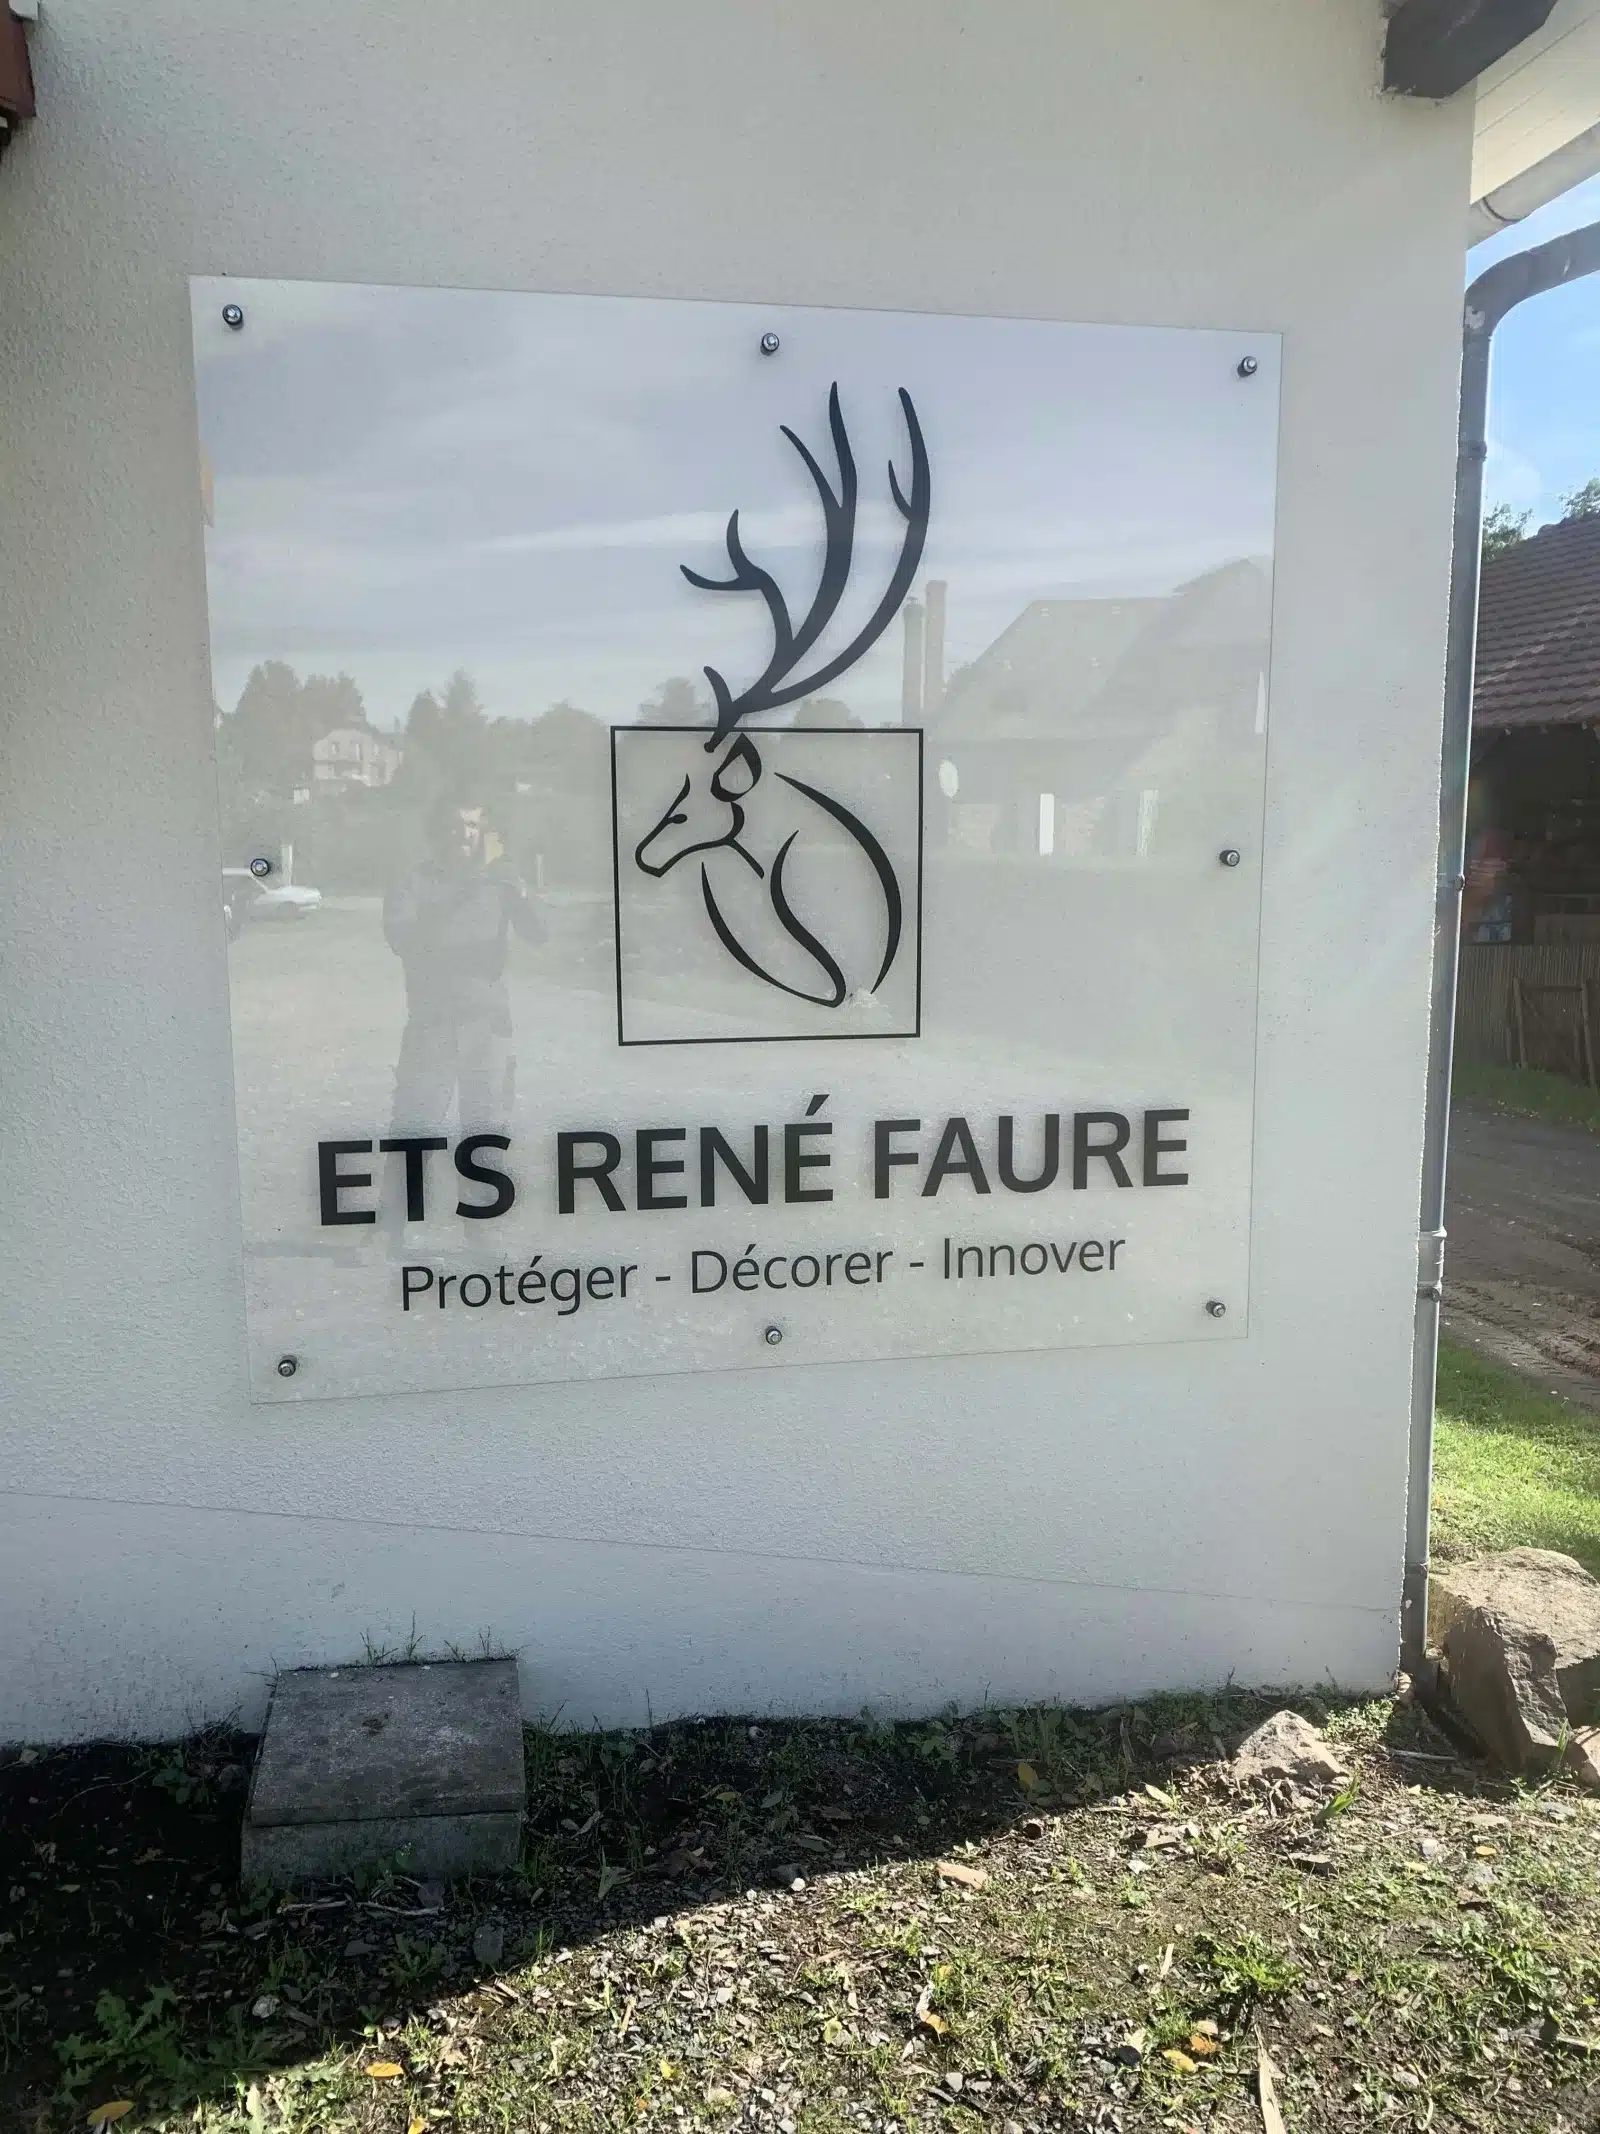 ETS RENÉ FAURE
Protéger - Décorer - Innover